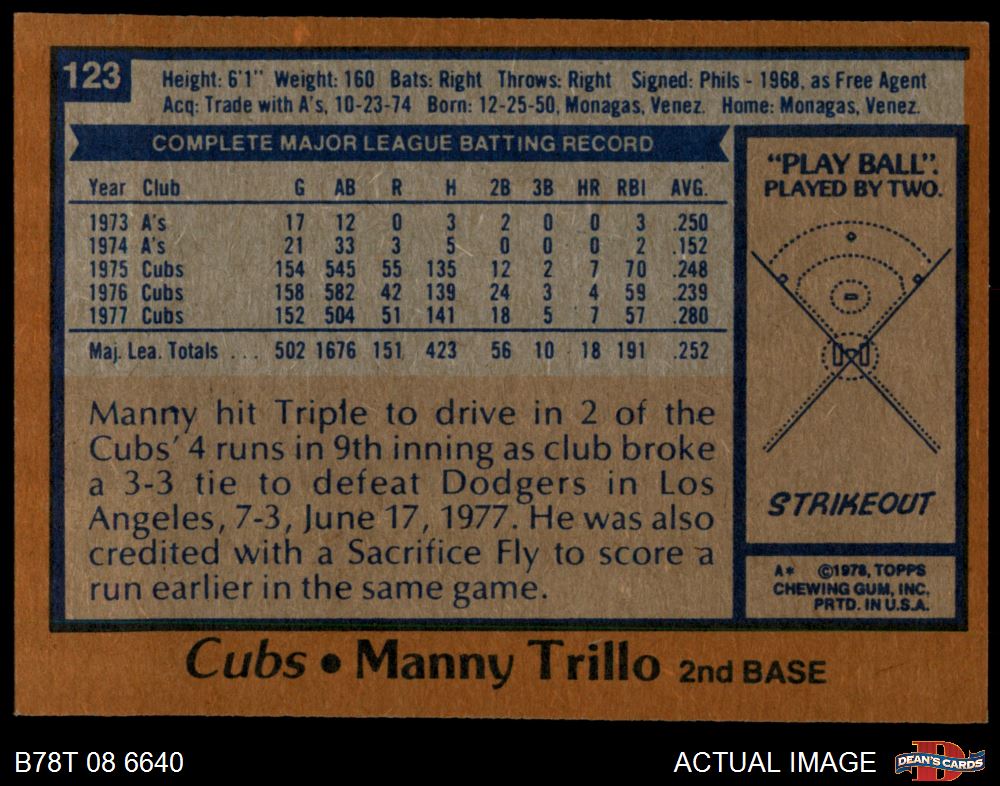 123
Height: 6'1" Weight: 160 Bats: Right Throws: Right Signed: Phils - 1968, as Free Agent
Acq: Trade with A's, 10-23-74 Born: 12-25-50, Monagas, Venez. Home: Monagas, Venez.
COMPLETE MAJOR LEAGUE BATTING RECORD
Year Club G AB R H 2B 3B HR RBI AVG.
1973 A's 17 12 0 3 2 0 0 3 .250
1974 A's 21 33 3 5 0 0 0 2 .152
1975 Cubs 154 545 55 135 12 2 7 70 .248
1976 Cubs 158 582 42 139 24 3 4 59 .239
1977 Cubs 152 504 51 141 18 5 7 57 .280
Maj. Lea. Totals . . . 502 1676 151 423 56 10 18 191 .252
Manny hit Triple to drive in 2 of the
Cubs' 4 runs in 9th inning as club broke
a 3-3 tie to defeat Dodgers in Los
Angeles, 7-3, June 17, 1977. He was also
credited with a Sacrifice Fly to score a
run earlier in the same game.
"PLAY BALL".
PLAYED BY TWO.
STRIKEOUT
A* ©1978, TOPPS
CHEWING GUM, INC.
PRTD. IN U.S.A.
Cubs • Manny Trillo 2nd BASE
B78T 08 6640
ACTUAL IMAGE
D
DEAN'S CARDS